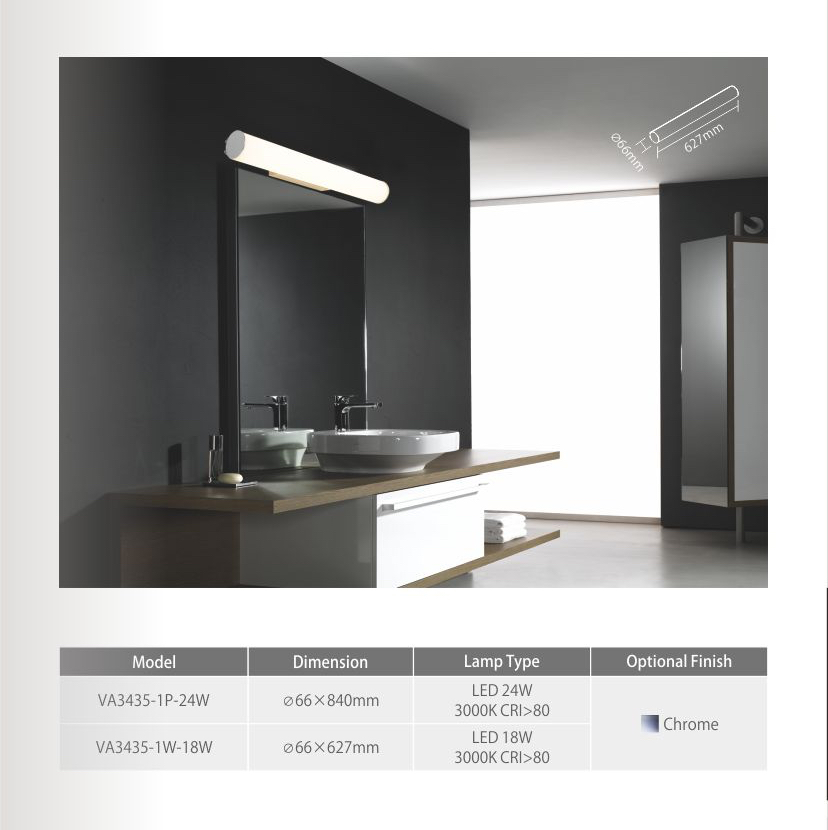 ⌀66mm
627mm
Model Dimension Lamp Type Optional Finish
VA3435-1P-24W ⌀66×840mm LED 24W
3000K CRI>80
Chrome
VA3435-1W-18W ⌀66×627mm LED 18W
3000K CRI>80